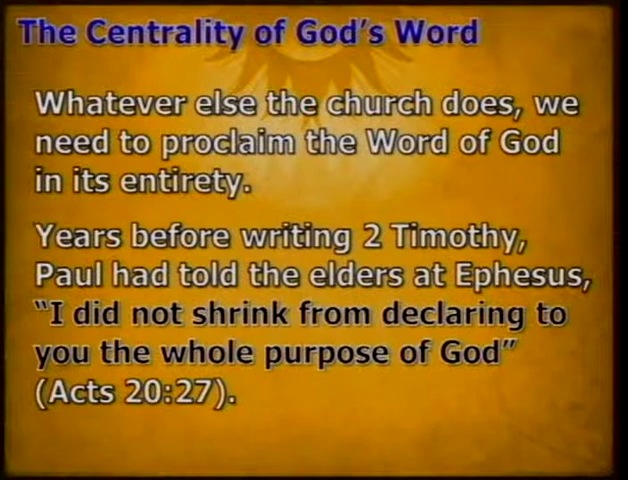 The Centrality of God's Word
Whatever else the church does, we
need to proclaim the Word of God
in its entirety.
Years before writing 2 Timothy,
Paul had told the elders at Ephesus,
“I did not shrink from declaring to
you the whole purpose of God”
(Acts 20:27).